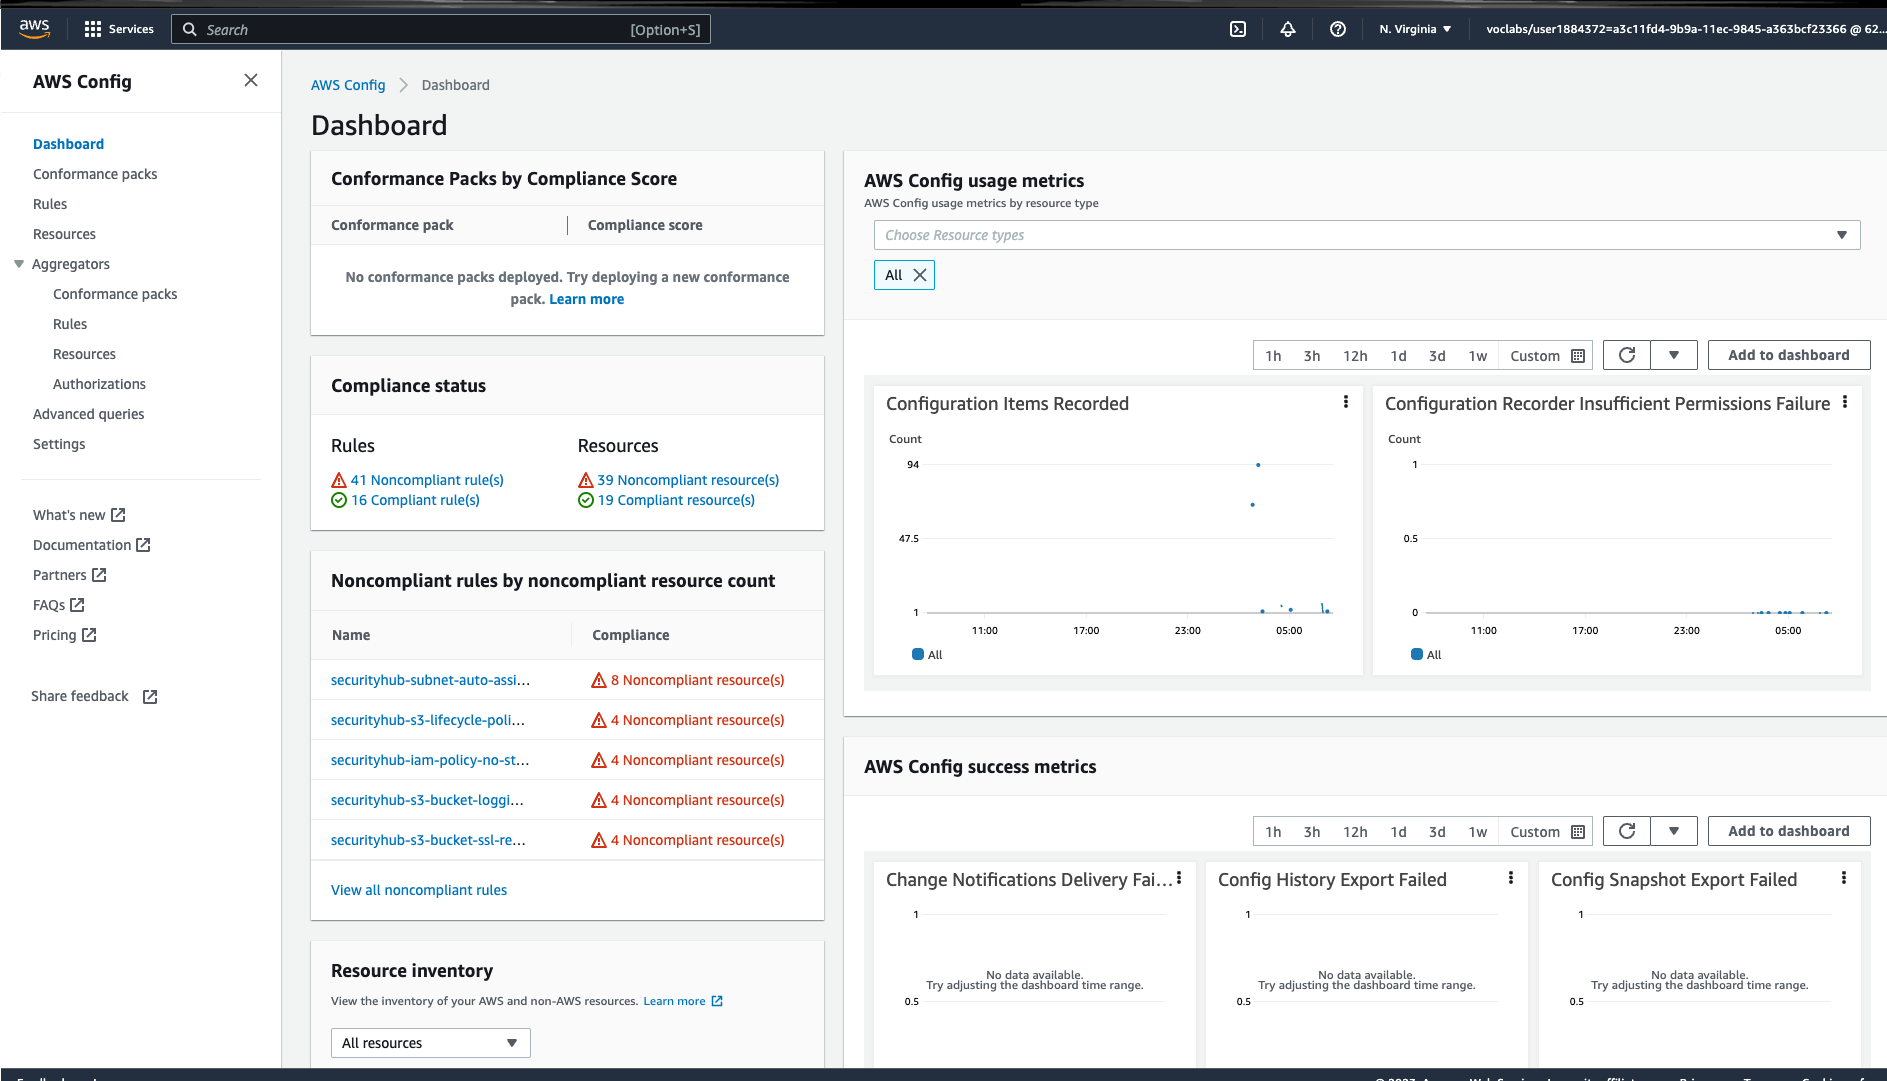 aws
Services
Search
[Option+S]
N. Virginia
voclabs/user1884372=a3c11fd4-9b9a-11ec-9845-a363bcf23366 @ 62...
AWS Config
Dashboard
Conformance packs
Rules
Resources
Aggregators
Conformance packs
Rules
Resources
Authorizations
Advanced queries
Settings
What's new
Documentation
Partners
FAQs
Pricing
Share feedback
AWS Config
Dashboard
Dashboard
Conformance Packs by Compliance Score
Conformance pack
Compliance score
No conformance packs deployed. Try deploying a new conformance
pack. Learn more
Compliance status
Rules
41 Noncompliant rule(s)
16 Compliant rule(s)
Resources
39 Noncompliant resource(s)
19 Compliant resource(s)
Noncompliant rules by noncompliant resource count
Name
Compliance
securityhub-subnet-auto-assi...
8 Noncompliant resource(s)
securityhub-s3-lifecycle-poli...
4 Noncompliant resource(s)
securityhub-iam-policy-no-st...
4 Noncompliant resource(s)
securityhub-s3-bucket-loggi...
4 Noncompliant resource(s)
securityhub-s3-bucket-ssl-re...
4 Noncompliant resource(s)
View all noncompliant rules
Resource inventory
View the inventory of your AWS and non-AWS resources. Learn more
All resources
AWS Config usage metrics
AWS Config usage metrics by resource type
Choose Resource types
All
1h 3h 12h 1d 3d 1w Custom
Add to dashboard
Configuration Items Recorded
Count
94
47.5
1
11:00 17:00 23:00 05:00
All
Configuration Recorder Insufficient Permissions Failure
Count
1
0.5
0
11:00 17:00 23:00 05:00
All
AWS Config success metrics
1h 3h 12h 1d 3d 1w Custom
Add to dashboard
Change Notifications Delivery Fai...
1
No data available.
Try adjusting the dashboard time range.
0.5
Config History Export Failed
1
No data available.
Try adjusting the dashboard time range.
0.5
Config Snapshot Export Failed
1
No data available.
Try adjusting the dashboard time range.
0.5